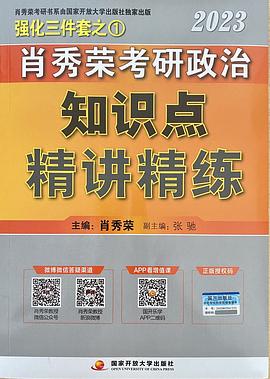 肖秀荣考研书系由国家开放大学出版社独家出版
强化三件套之① 2023
肖秀荣考研政治
知识点
精讲精练
主编：肖秀荣 副主编：张驰
微博微信答疑渠道 APP看增值课 正版授权码
肖秀荣教授 肖秀荣教授 国开乐学
微信公众号 新浪微博 APP二维码
国家开放大学出版社
OPEN UNIVERSITY OF CHINA PRESS